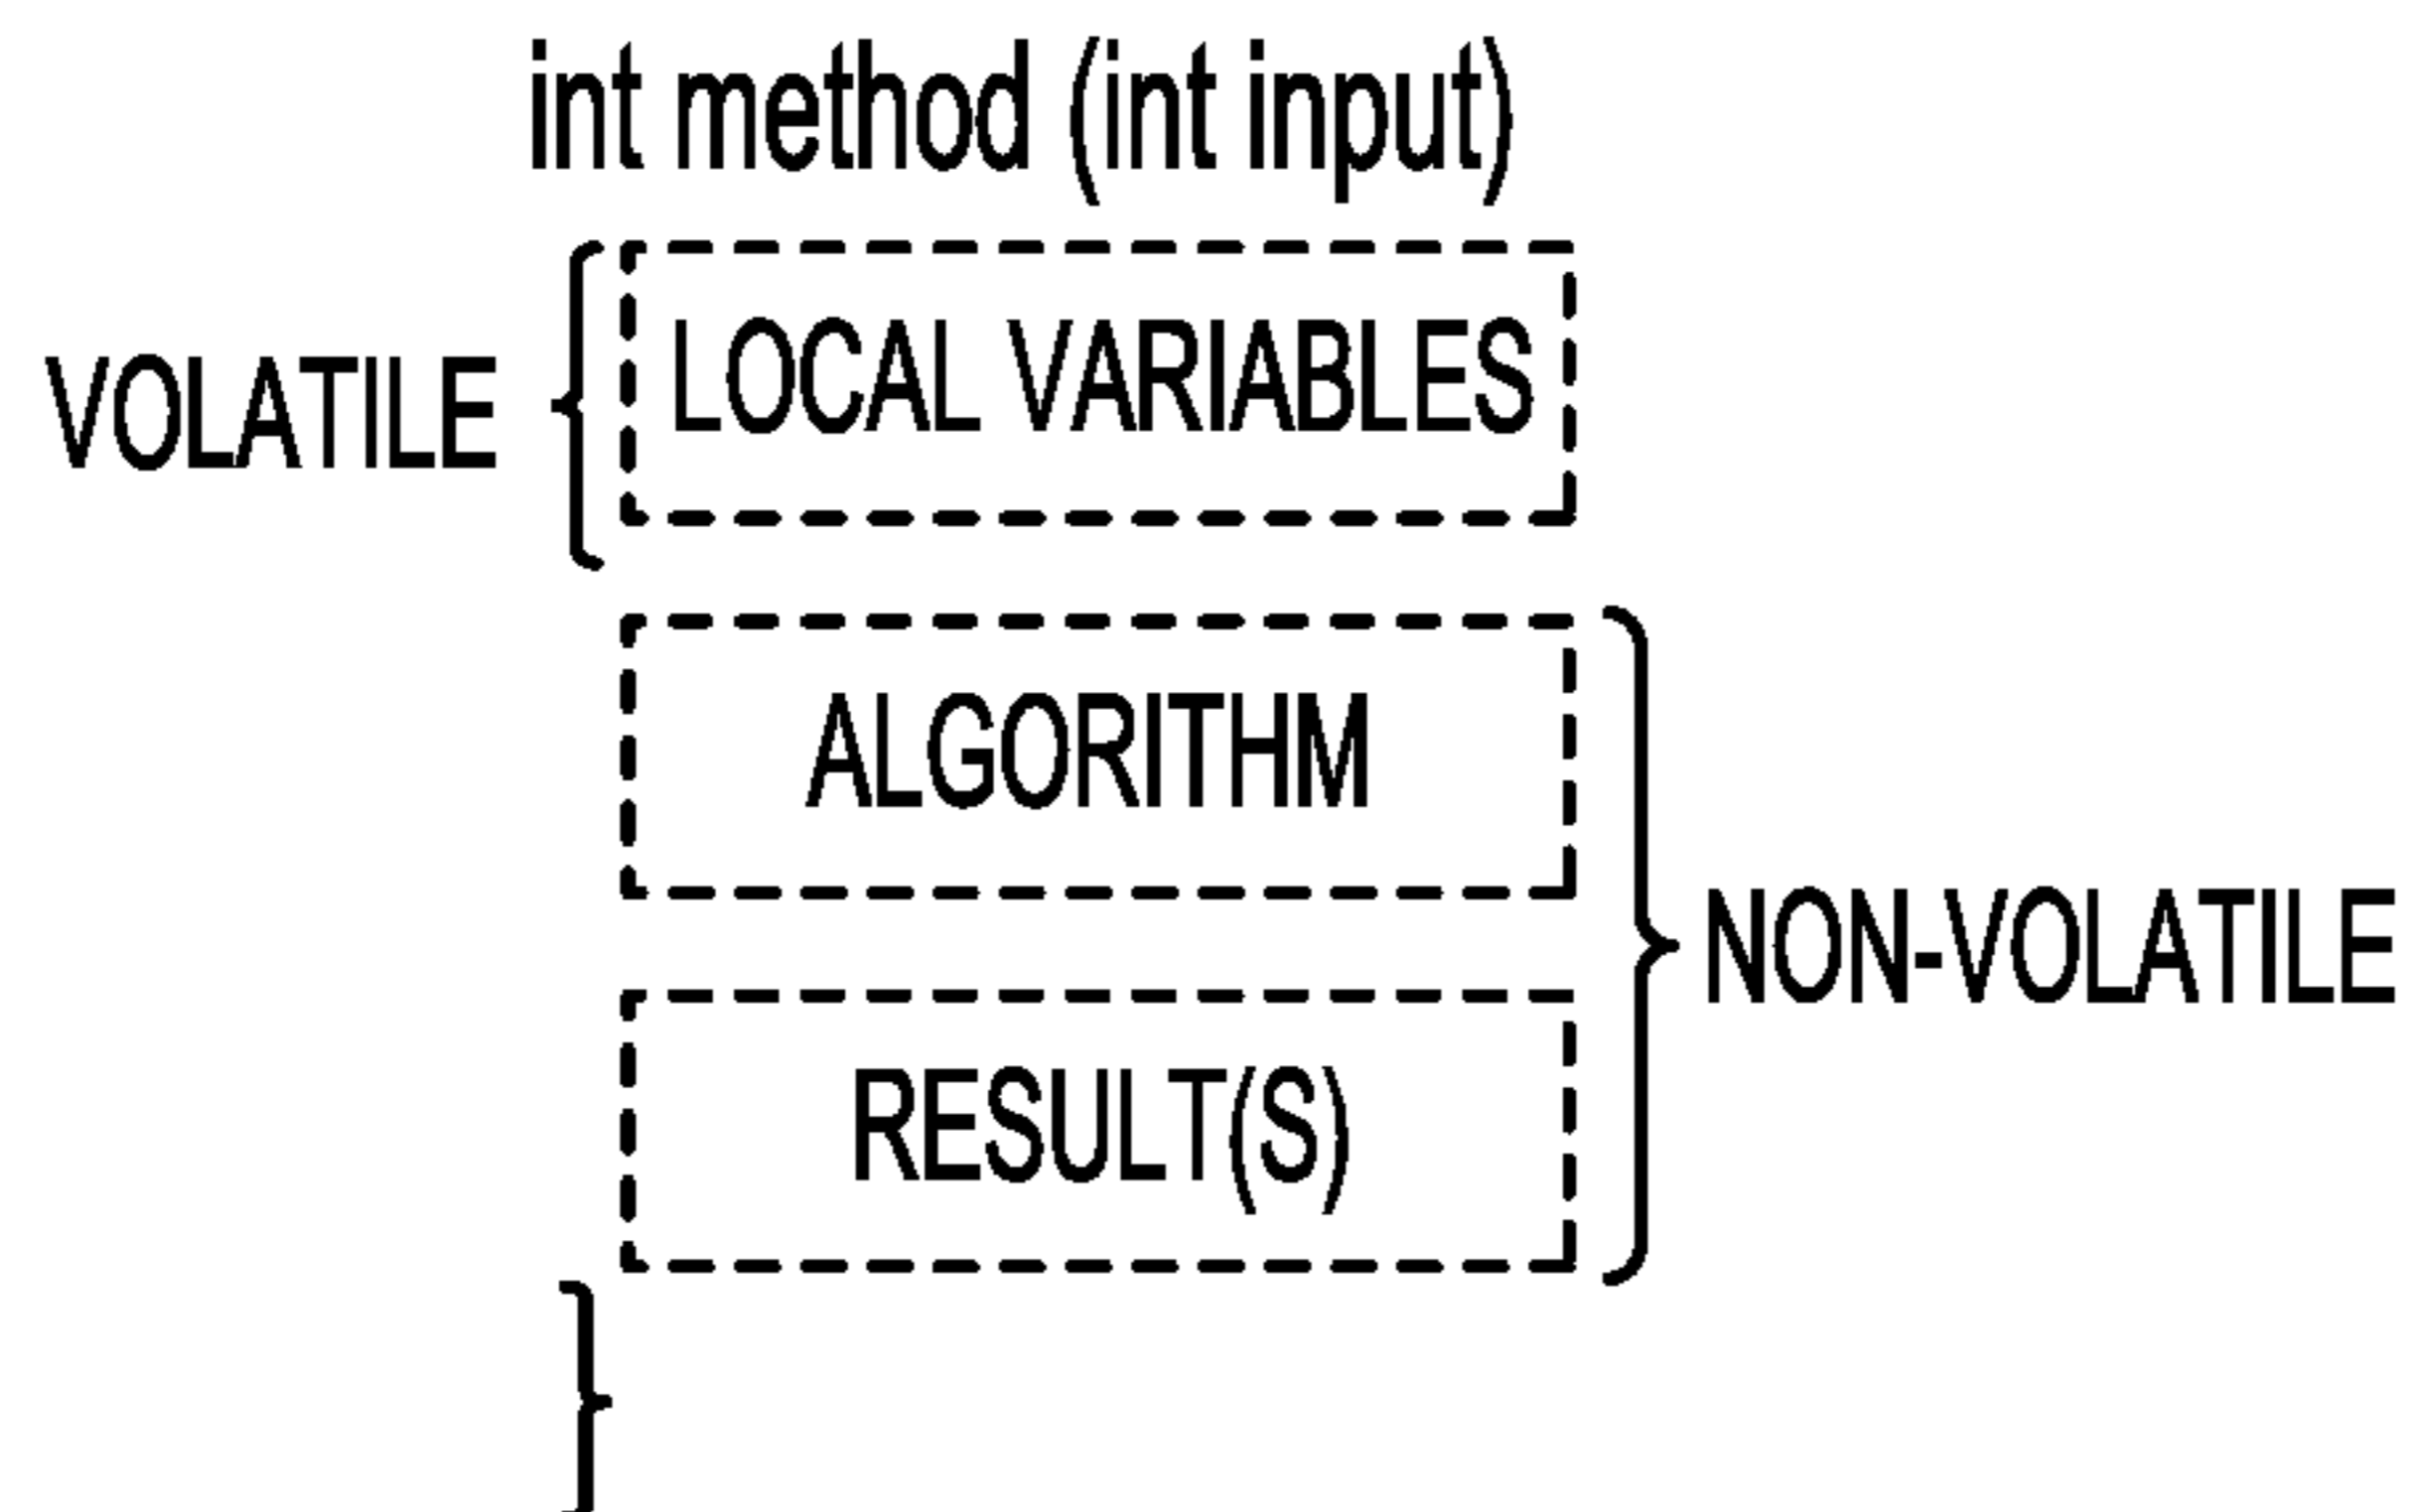 int method (int input)
LOCAL VARIABLES
VOLATILE
ALGORITHM
NON-VOLATILE
RESULT(S)